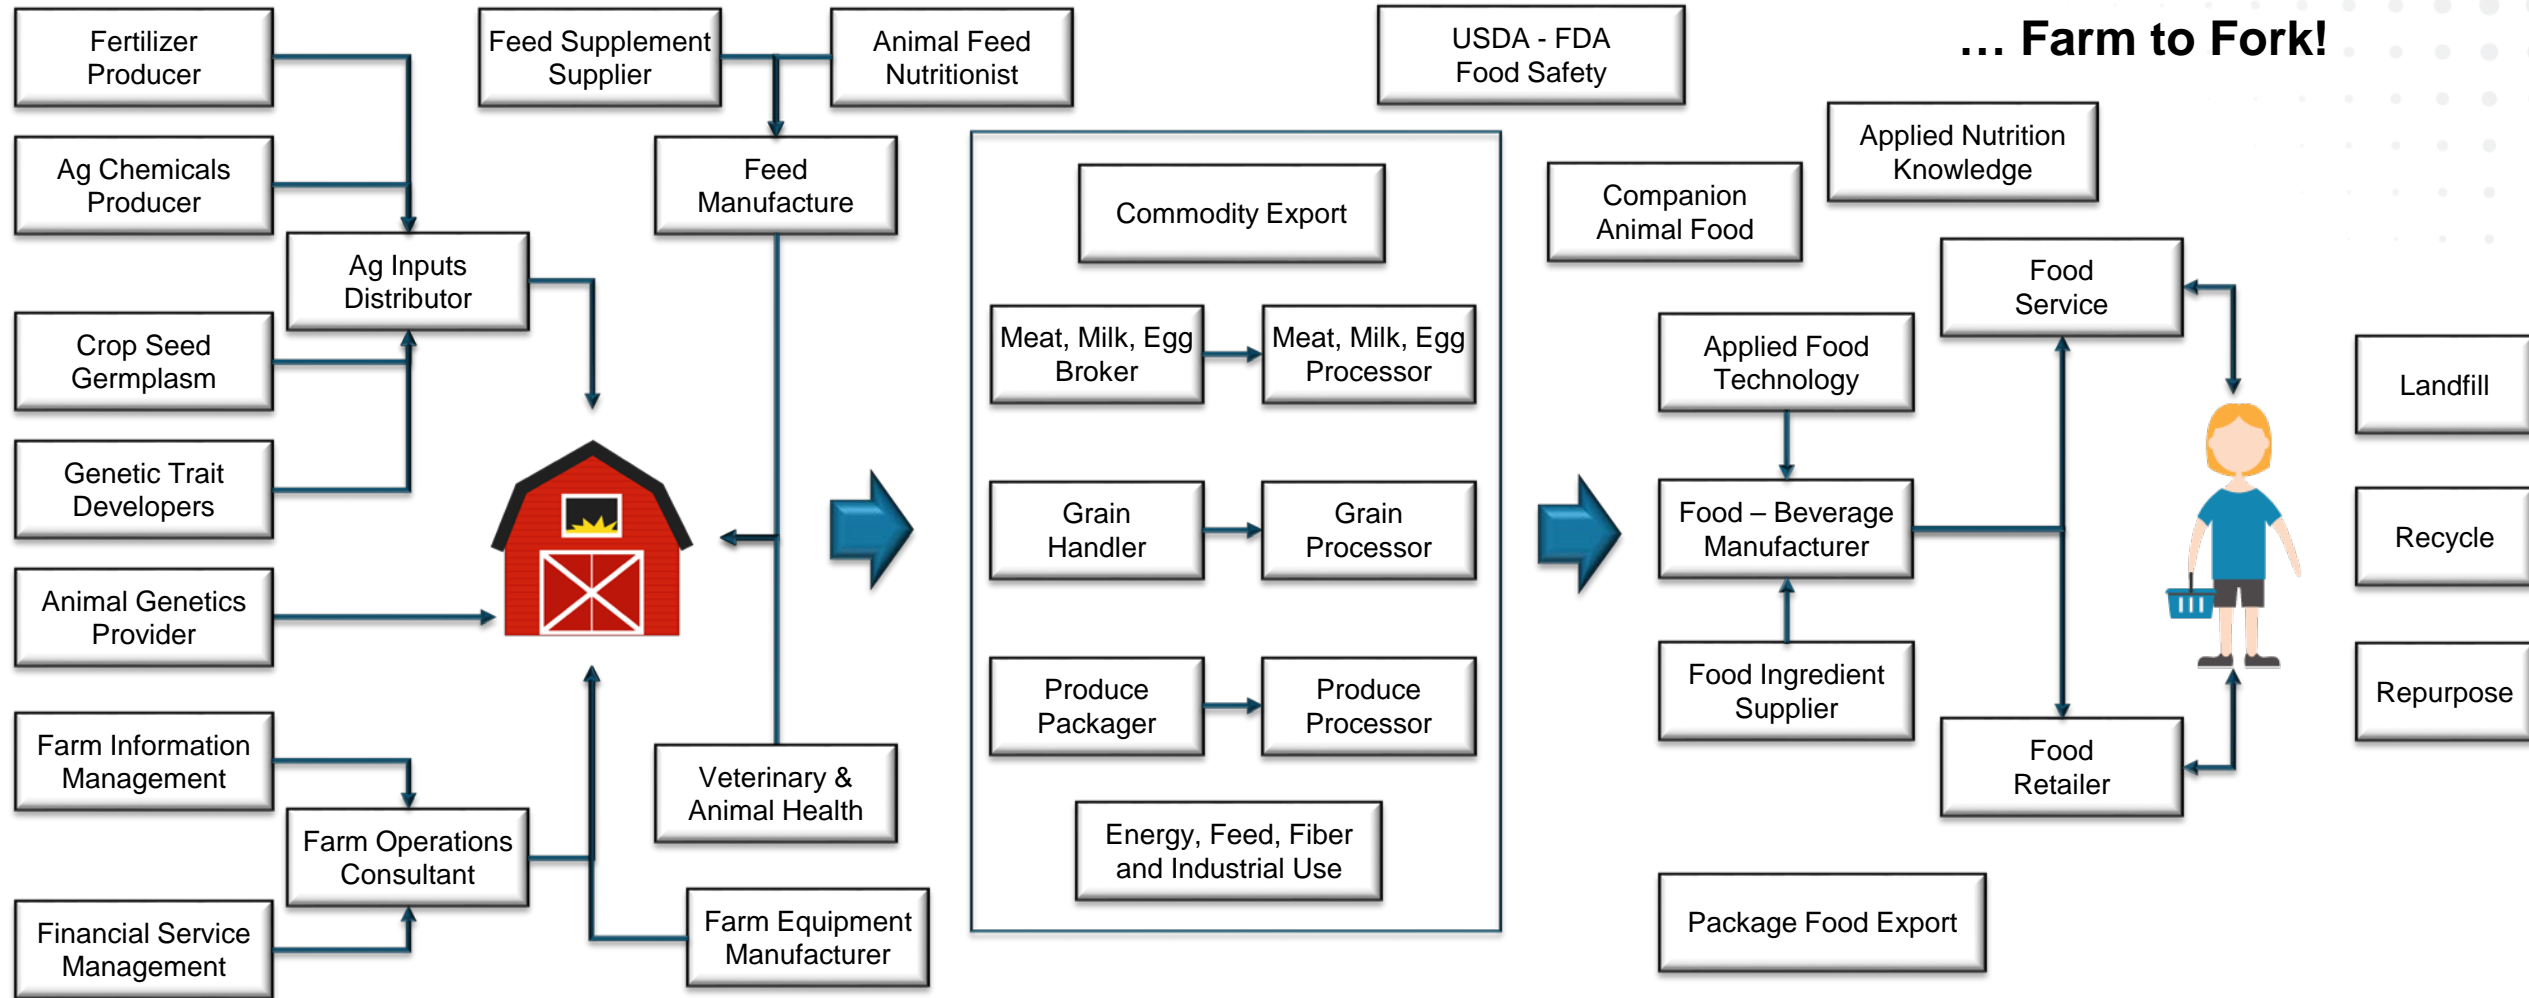 Fertilizer
Producer
Feed Supplement
Supplier
Animal Feed
Nutritionist
USDA - FDA
Food Safety
... Farm to Fork!
Ag Chemicals
Producer
Feed
Manufacture
Commodity Export
Companion
Animal Food
Applied Nutrition
Knowledge
Ag Inputs
Distributor
Food
Service
Crop Seed
Germplasm
Meat, Milk, Egg
Broker
Meat, Milk, Egg
Processor
Applied Food
Technology
Landfill
Genetic Trait
Developers
Grain
Handler
Grain
Processor
Food – Beverage
Manufacturer
Recycle
Animal Genetics
Provider
Produce
Packager
Produce
Processor
Food Ingredient
Supplier
Repurpose
Farm Information
Management
Veterinary &
Animal Health
Food
Retailer
Farm Operations
Consultant
Energy, Feed, Fiber
and Industrial Use
Financial Service
Management
Farm Equipment
Manufacturer
Package Food Export